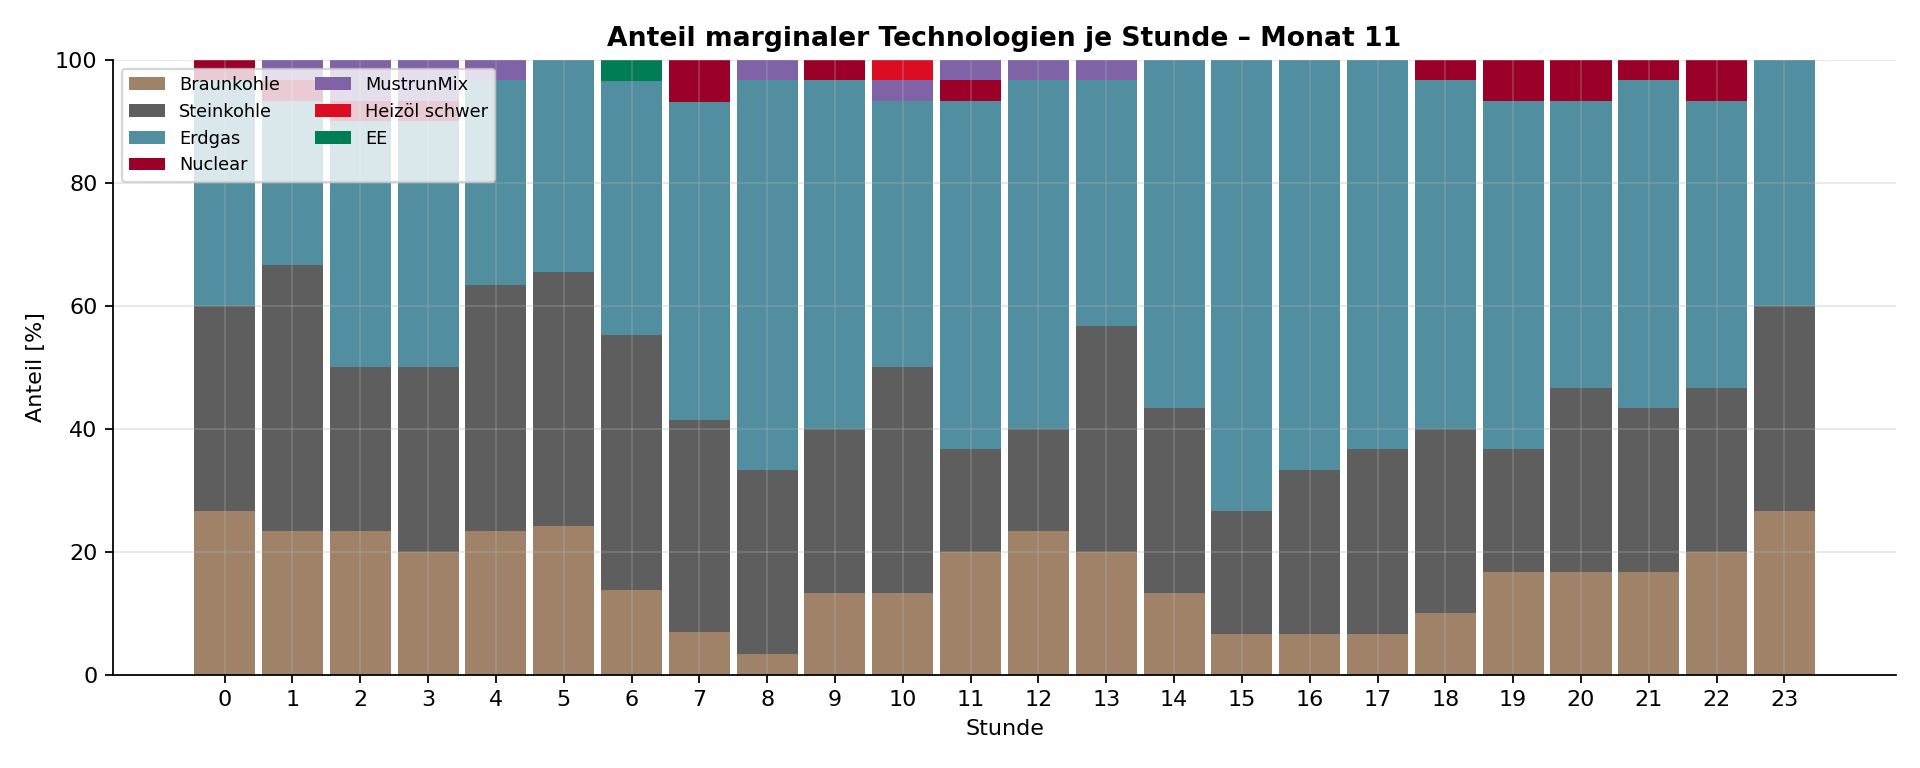 Anteil marginaler Technologien je Stunde – Monat 11
Anteil [%]
100
80
60
40
20
0
Braunkohle
Steinkohle
Erdgas
Nuclear
MustrunMix
Heizöl schwer
EE
0 1 2 3 4 5 6 7 8 9 10 11 12 13 14 15 16 17 18 19 20 21 22 23
Stunde